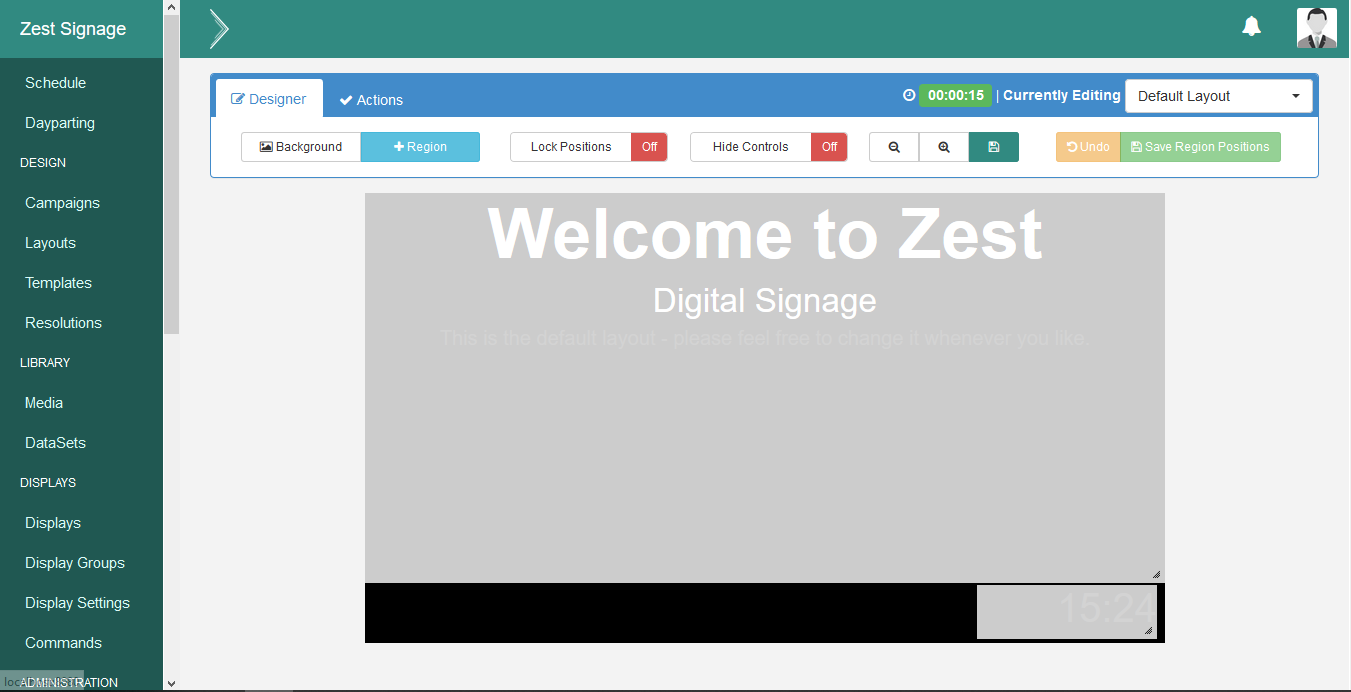 Zest Signage
Schedule
Dayparting
DESIGN
Campaigns
Layouts
Templates
Resolutions
LIBRARY
Media
DataSets
DISPLAYS
Displays
Display Groups
Display Settings
Commands
ADMINISTRATION
Designer
Actions
00:00:15 | Currently Editing Default Layout
Background
Region
Lock Positions Off
Hide Controls Off
Undo
Save Region Positions
Welcome to Zest
Digital Signage
This is the default layout - please feel free to change it whenever you like.
15:24